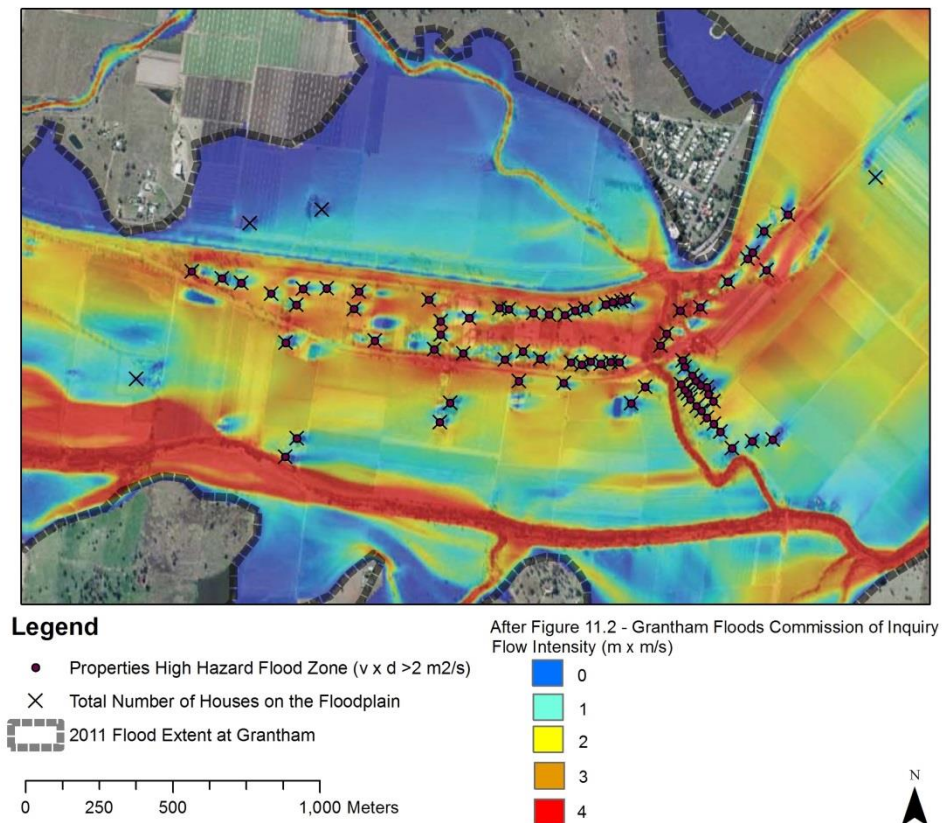 Legend
Properties High Hazard Flood Zone (v x d >2 m2/s)
Total Number of Houses on the Floodplain
2011 Flood Extent at Grantham
0 250 500 1,000 Meters
After Figure 11.2 - Grantham Floods Commission of Inquiry
Flow Intensity (m x m/s)
0
1
2
3
4
N